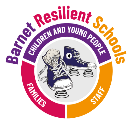 Barnet Resilient Schools
CHILDREN AND YOUNG PEOPLE
FAMILIES
STAFF